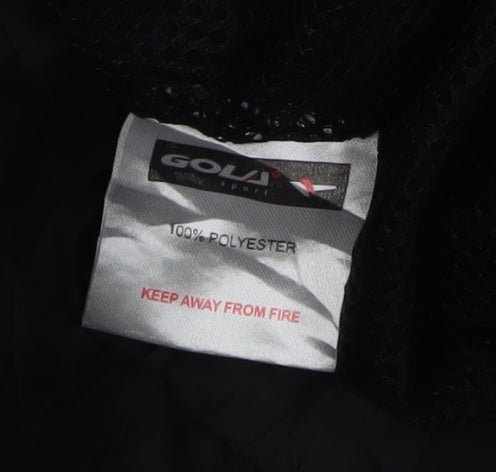 GOLA
sport
100% POLYESTER
KEEP AWAY FROM FIRE